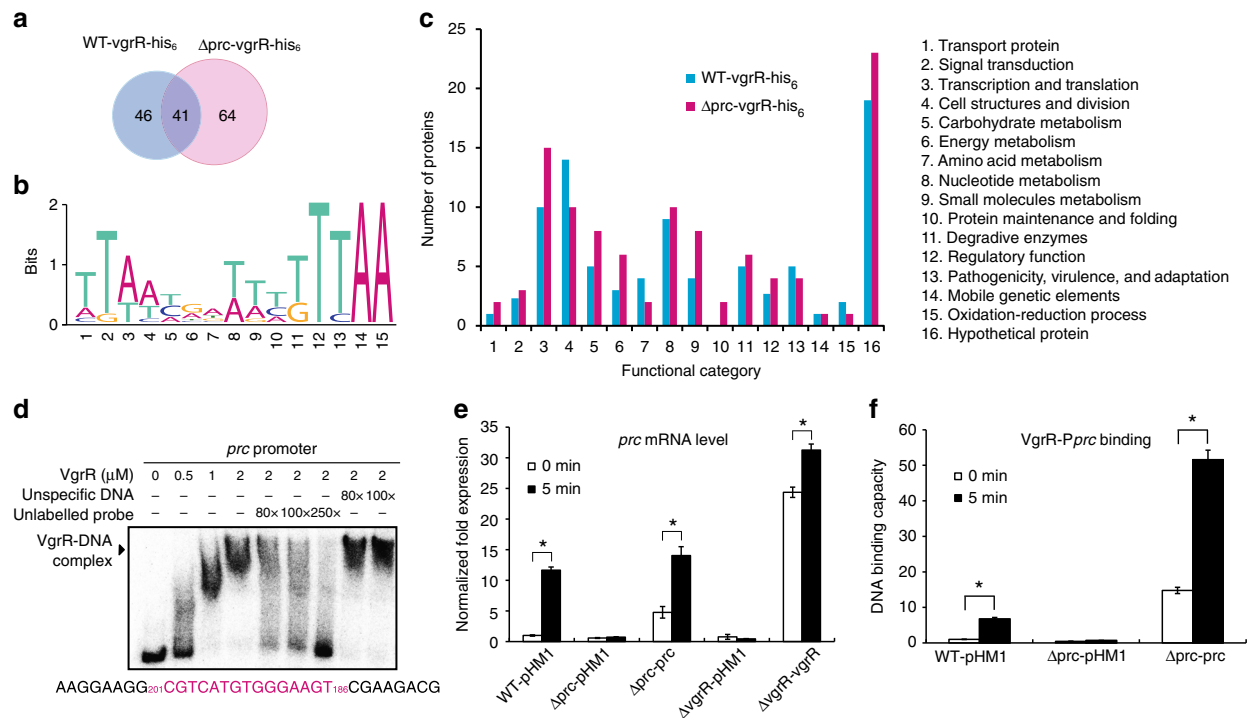 a
WT-vgrR-his6
Δprc-vgrR-his6
46
41
64
b
Bits
2
1
0
1 2 3 4 5 6 7 8 9 10 11 12 13 14 15
c
Number of proteins
25
20
15
10
5
0
WT-vgrR-his6
Δprc-vgrR-his6
1 2 3 4 5 6 7 8 9 10 11 12 13 14 15 16
Functional category
1. Transport protein
2. Signal transduction
3. Transcription and translation
4. Cell structures and division
5. Carbohydrate metabolism
6. Energy metabolism
7. Amino acid metabolism
8. Nucleotide metabolism
9. Small molecules metabolism
10. Protein maintenance and folding
11. Degradive enzymes
12. Regulatory function
13. Pathogenicity, virulence, and adaptation
14. Mobile genetic elements
15. Oxidation-reduction process
16. Hypothetical protein
d
prc promoter
VgrR (μM) 0 0.5 1 2 2 2 2 2 2
Unspecific DNA – – – – – – – 80× 100×
Unlabelled probe – – – – 80× 100× 250× – –
VgrR-DNA
complex
AAGGAAGG201CGTCATGTGGGAAGT186CGAAGACG
e
prc mRNA level
Normalized fold expression
35
30
25
20
15
10
5
0
0 min
5 min
*
*
*
WT-pHM1
Δprc-pHM1
Δprc-prc
ΔvgrR-pHM1
ΔvgrR-vgrR
f
VgrR-Pprc binding
DNA binding capacity
60
50
40
30
20
10
0
0 min
5 min
*
*
WT-pHM1
Δprc-pHM1
Δprc-prc